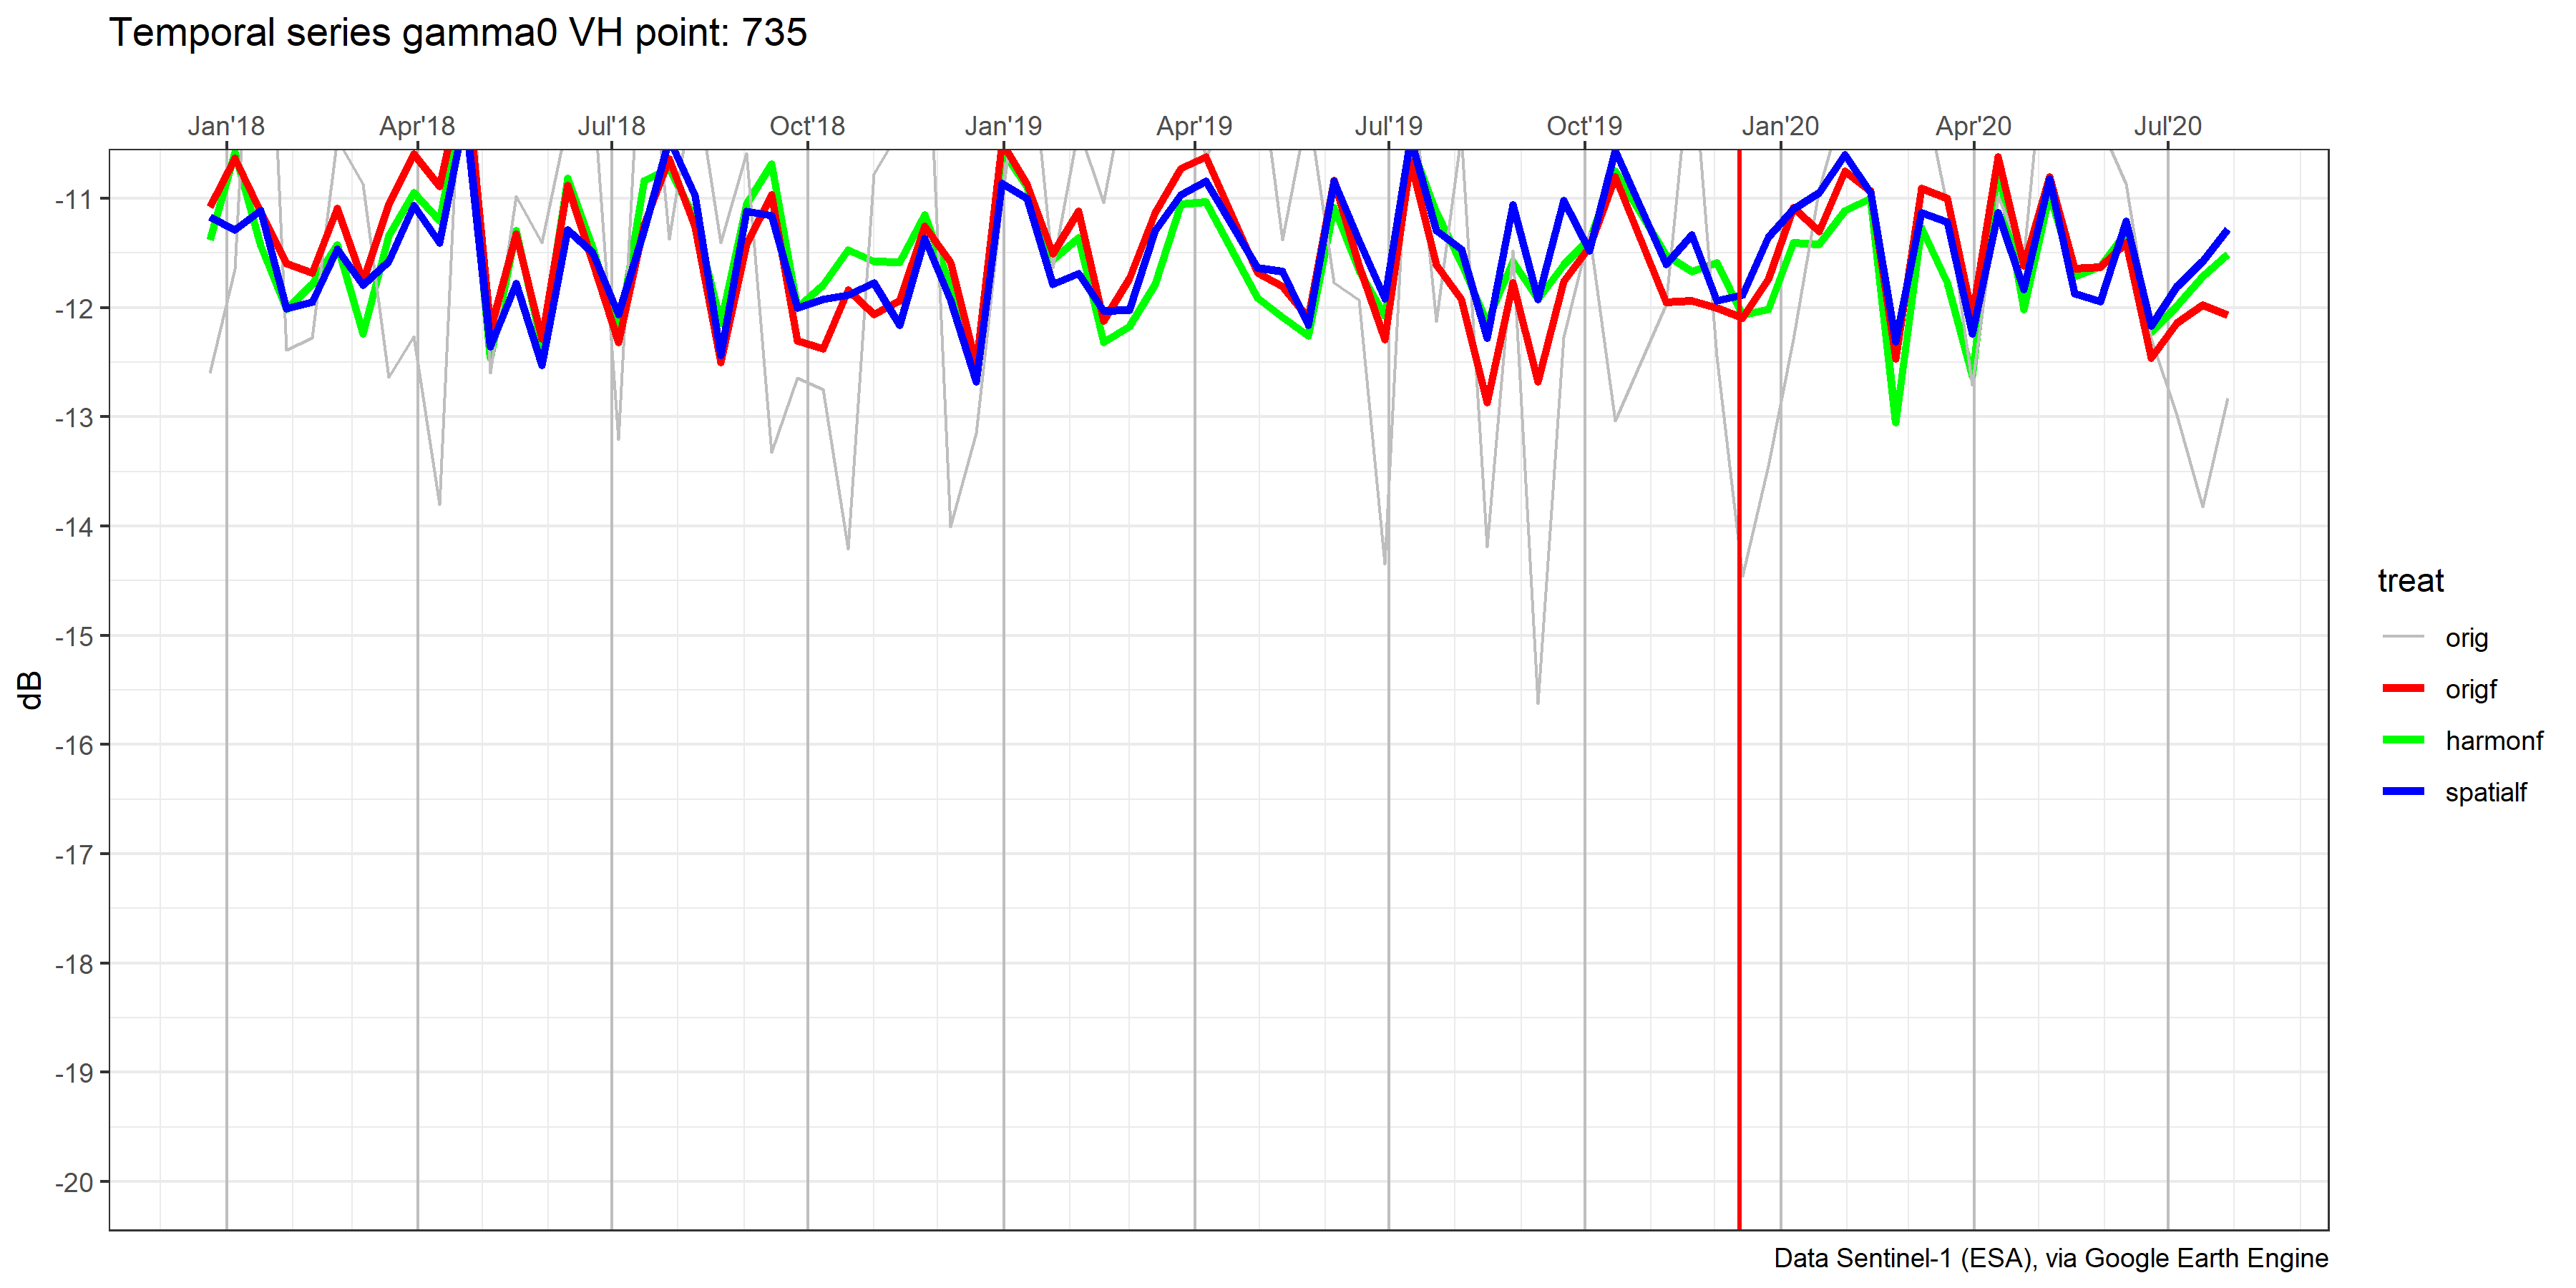 Temporal series gamma0 VH point: 735
Jan'18 Apr'18 Jul'18 Oct'18 Jan'19 Apr'19 Jul'19 Oct'19 Jan'20 Apr'20 Jul'20
-11
-12
-13
-14
-15
-16
-17
-18
-19
-20
dB
treat
orig
origf
harmonf
spatialf
Data Sentinel-1 (ESA), via Google Earth Engine